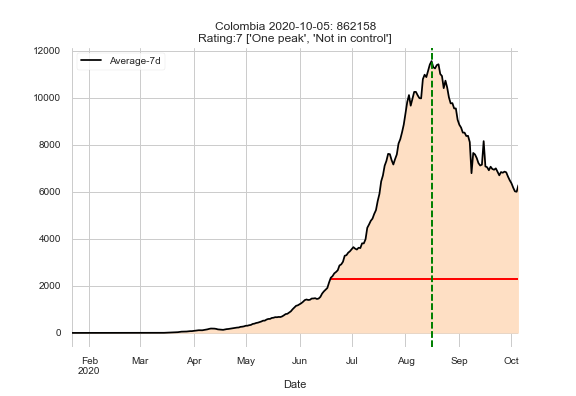 Colombia 2020-10-05: 862158
Rating:7 ['One peak', 'Not in control']
Average-7d
12000
10000
8000
6000
4000
2000
0
Feb Mar Apr May Jun Jul Aug Sep Oct
2020
Date